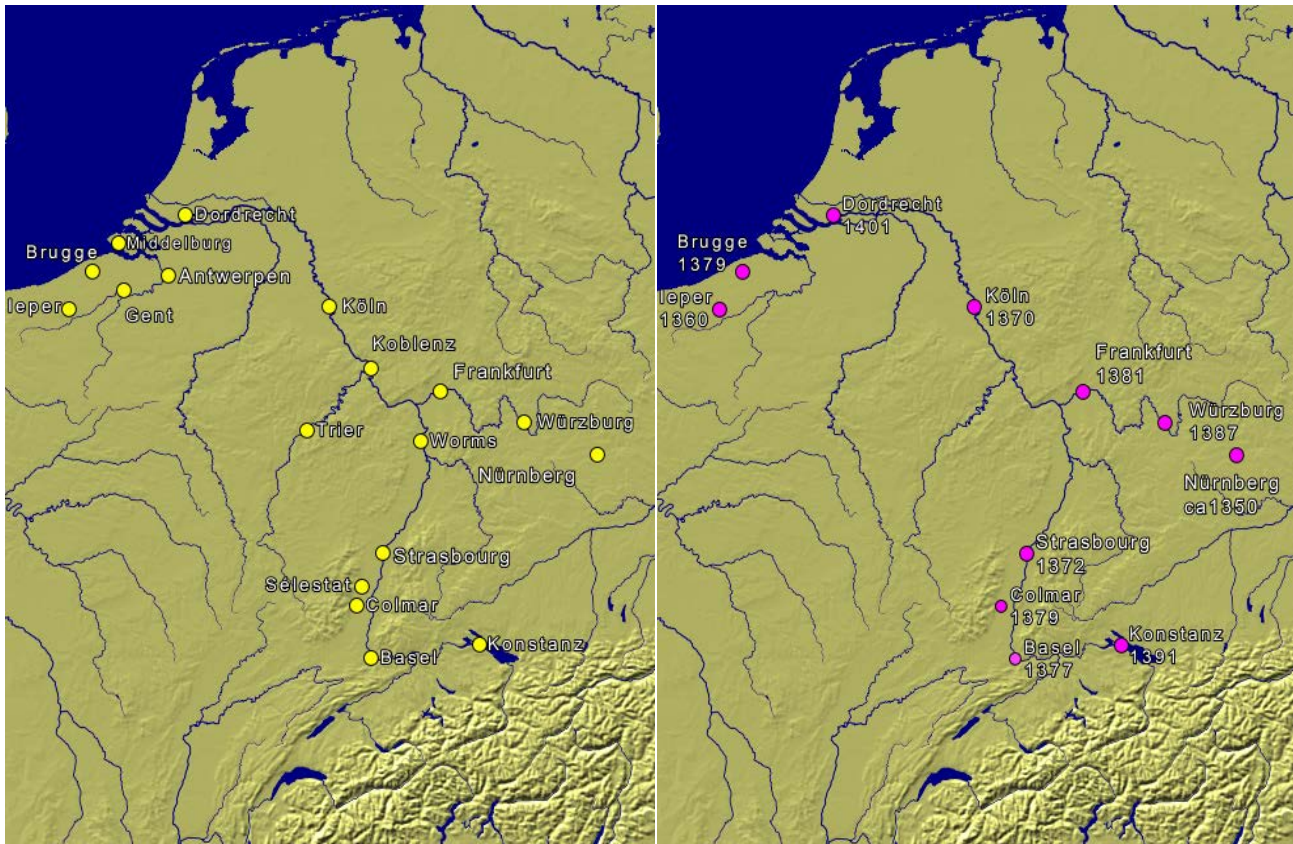 Dordrecht
Middelburg
Brugge
Antwerpen
Ieper
Gent
Köln
Koblenz
Frankfurt
Trier
Würzburg
Worms
Nürnberg
Strasbourg
Sélestat
Colmar
Konstanz
Basel
Dordrecht
1401
Brugge
1379
Ieper
1360
Köln
1370
Frankfurt
1381
Würzburg
1387
Nürnberg
ca1350
Strasbourg
1372
Colmar
1379
Konstanz
1391
Basel
1377